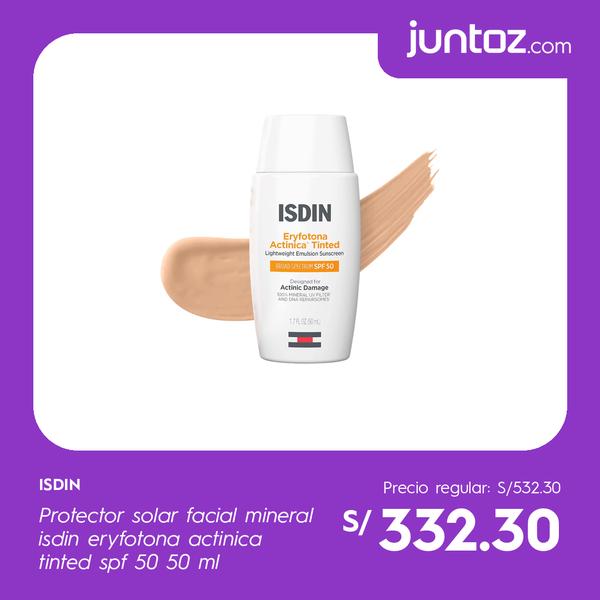 juntoz.com
ISDIN
Eryfotona
Actinica® Tinted
Lightweight Emulsion Sunscreen
BROAD SPECTRUM SPF 50
Designed for
Actinic Damage
100% MINERAL UV FILTER
AND DNA REPAIRSOMES
1.7 FL OZ (50 mL)
ISDIN
Protector solar facial mineral
isdin eryfotona actinica
tinted spf 50 50 ml
Precio regular: S/532.30
S/ 332.30